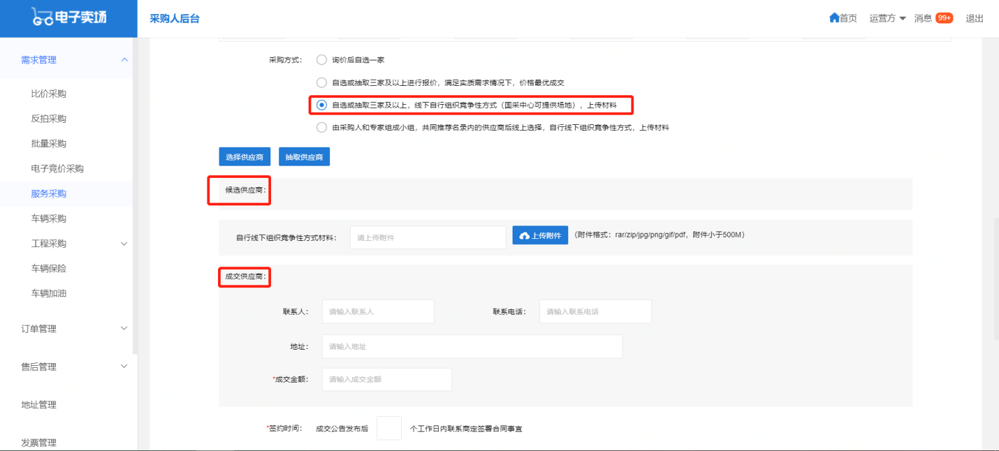 电子卖场
采购人后台
首页 运营方 消息 99+ 退出
需求管理
比价采购
反拍采购
批量采购
电子竞价采购
服务采购
车辆采购
工程采购
车辆保险
车辆加油
订单管理
售后管理
地址管理
发票管理
采购方式： 询价后自选一家
自选或抽取三家及以上进行报价，满足实质需求情况下，价格最优成交
自选或抽取三家及以上，线下自行组织竞争性方式（国采中心可提供场地），上传材料
由采购人和专家组成小组，共同推荐名录内的供应商后线上选择，自行线下组织竞争性方式，上传材料
选择供应商 抽取供应商
候选供应商：
自行线下组织竞争性方式材料： 请上传附件 上传附件 (附件格式：rar/zip/jpg/png/gif/pdf，附件小于500M)
成交供应商：
联系人： 请输入联系人 联系电话： 请输入联系电话
地址： 请输入地址
*成交金额： 请输入成交金额
*签约时间： 成交公告发布后 个工作日内联系商定签署合同事宜